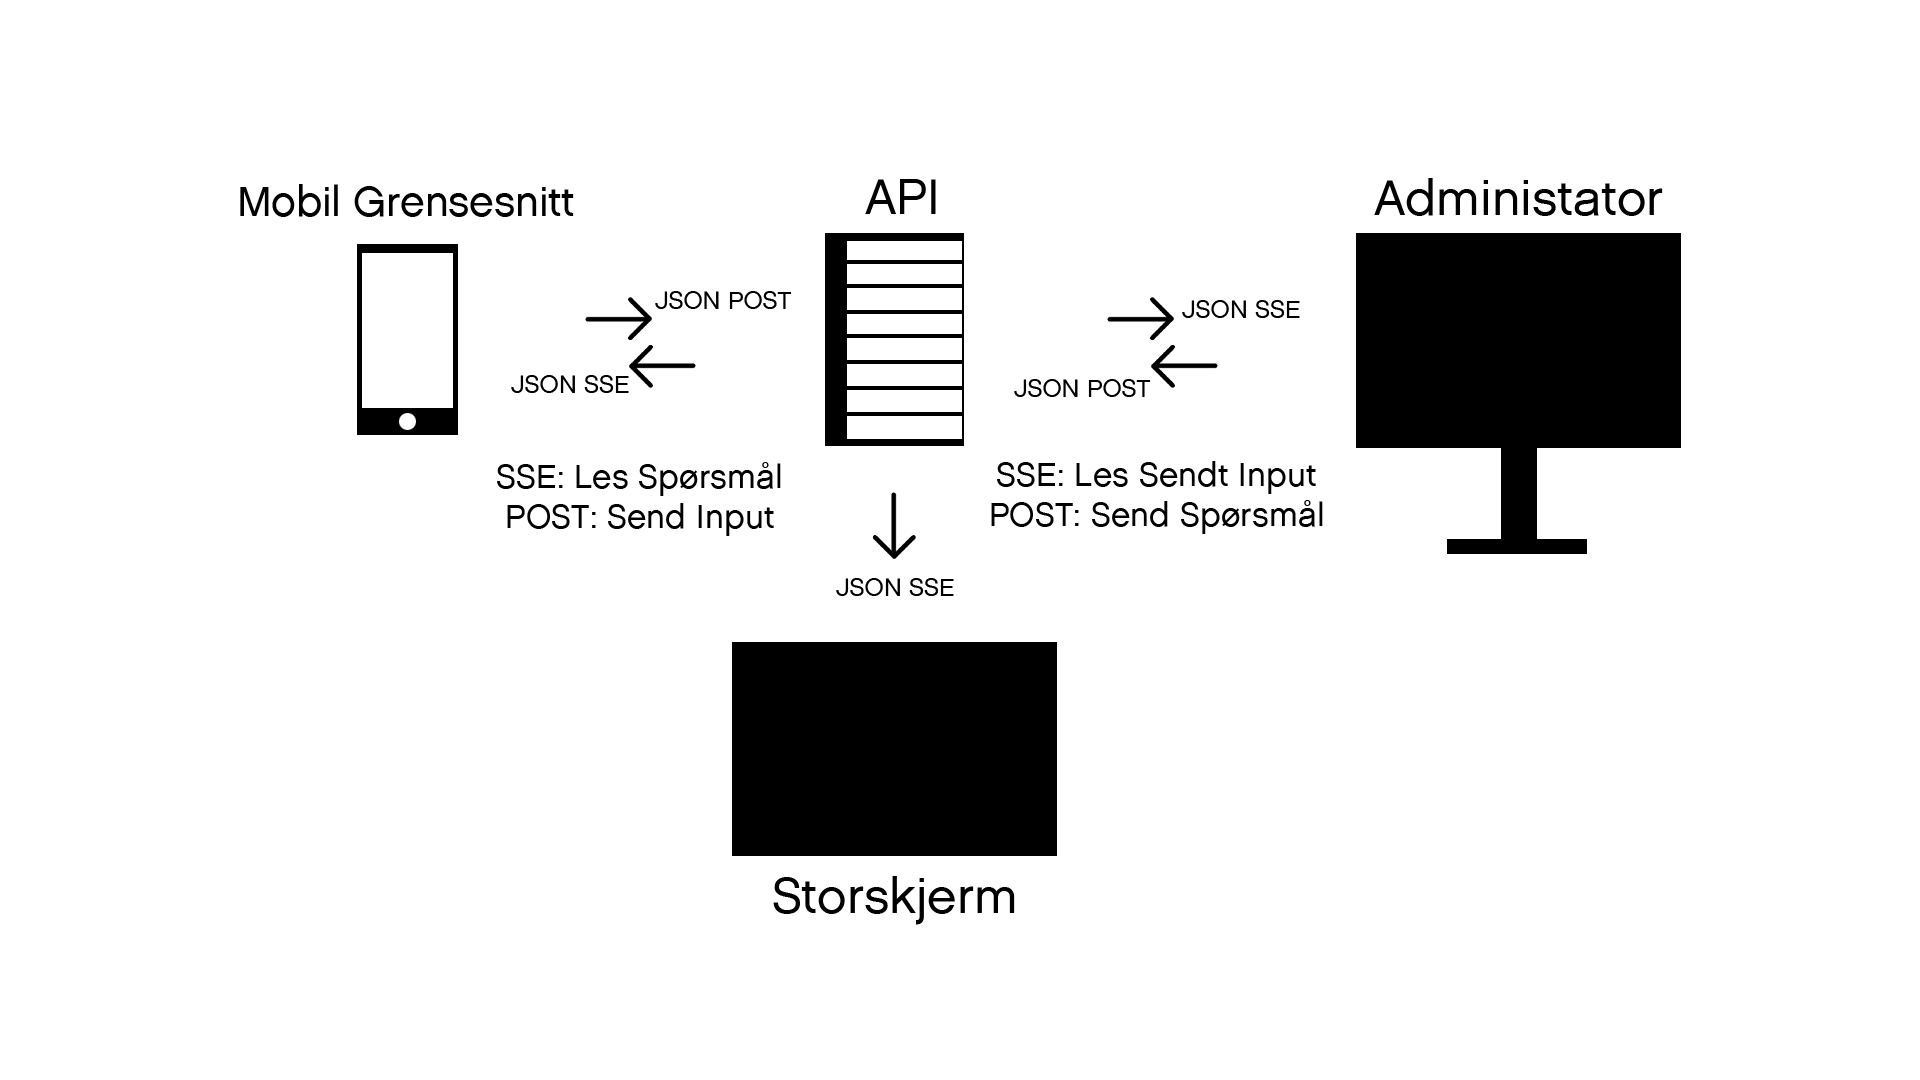 Mobil Grensesnitt
API
Administator
JSON POST
JSON SSE
JSON SSE
JSON POST
SSE: Les Spørsmål
POST: Send Input
SSE: Les Sendt Input
POST: Send Spørsmål
JSON SSE
Storskjerm